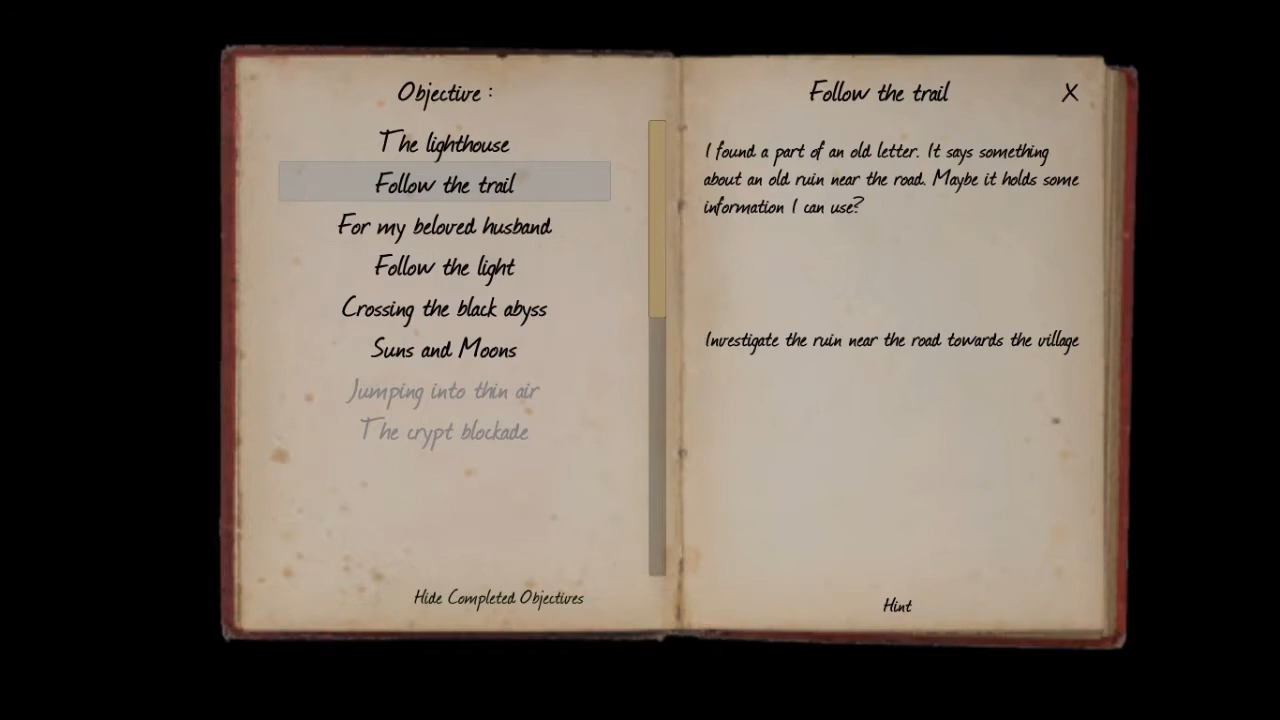 Objective :
The lighthouse
Follow the trail
For my beloved husband
Follow the light
Crossing the black abyss
Suns and Moons
Jumping into thin air
The crypt blockade
Hide Completed Objectives
Follow the trail
X
I found a part of an old letter. It says something
about an old ruin near the road. Maybe it holds some
information I can use?
Investigate the ruin near the road towards the village
Hint